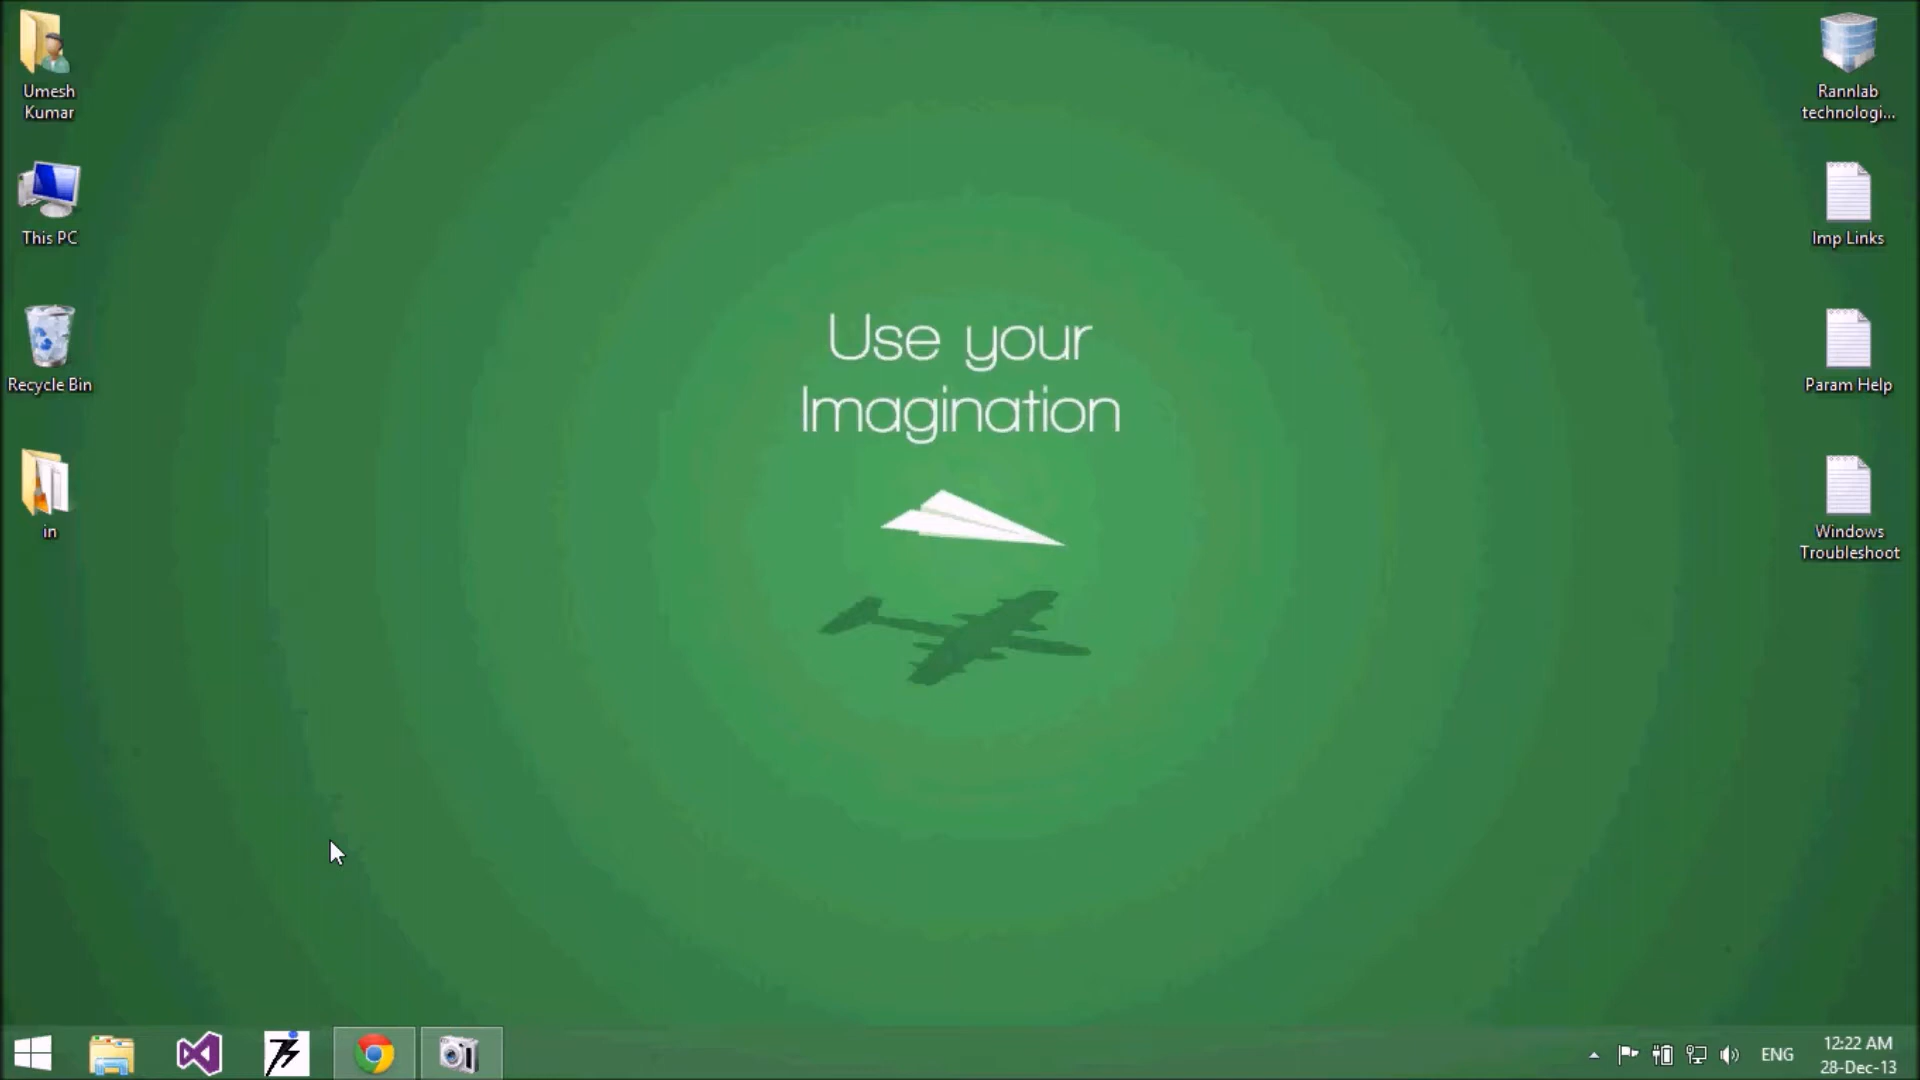 Umesh
Kumar
This PC
Recycle Bin
in
Use your
Imagination
Rannlab
technologi...
Imp Links
Param Help
Windows
Troubleshoot
ENG
12:22 AM
28-Dec-13